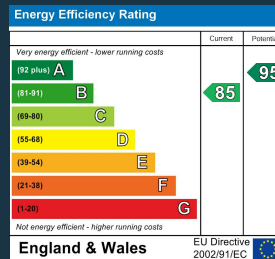 Energy Efficiency Rating
Current
Very energy efficient - lower running costs
(92 plus) A
95
(81-91) B
85
(69-80) C
(55-68) D
(39-54) E
(21-38) F
(1-20) G
Not energy efficient - higher running costs
England & Wales
EU Directive
2002/91/EC